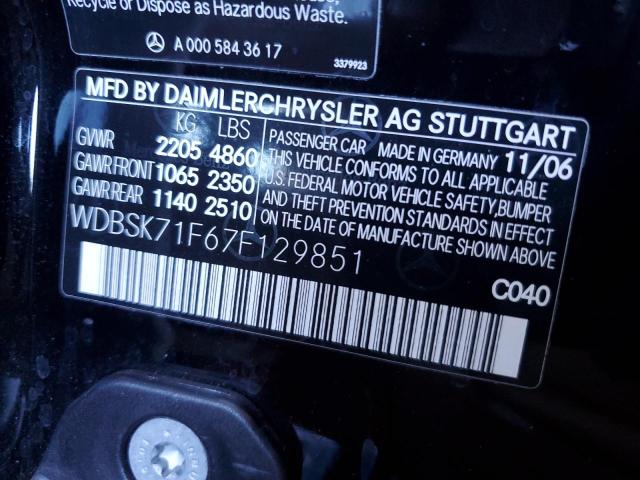 Recycle or Dispose as Hazardous Waste.
A 000 584 36 17
3379923
MFD BY DAIMLERCHRYSLER AG STUTTGART
KG LBS
GVWR 2205 4860
GAWR FRONT 1065 2350
GAWR REAR 1140 2510
PASSENGER CAR MADE IN GERMANY 11/06
THIS VEHICLE CONFORMS TO ALL APPLICABLE
U.S. FEDERAL MOTOR VEHICLE SAFETY,BUMPER
AND THEFT PREVENTION STANDARDS IN EFFECT
ON THE DATE OF MANUFACTURE SHOWN ABOVE
WDBSK71F67F129851
C040